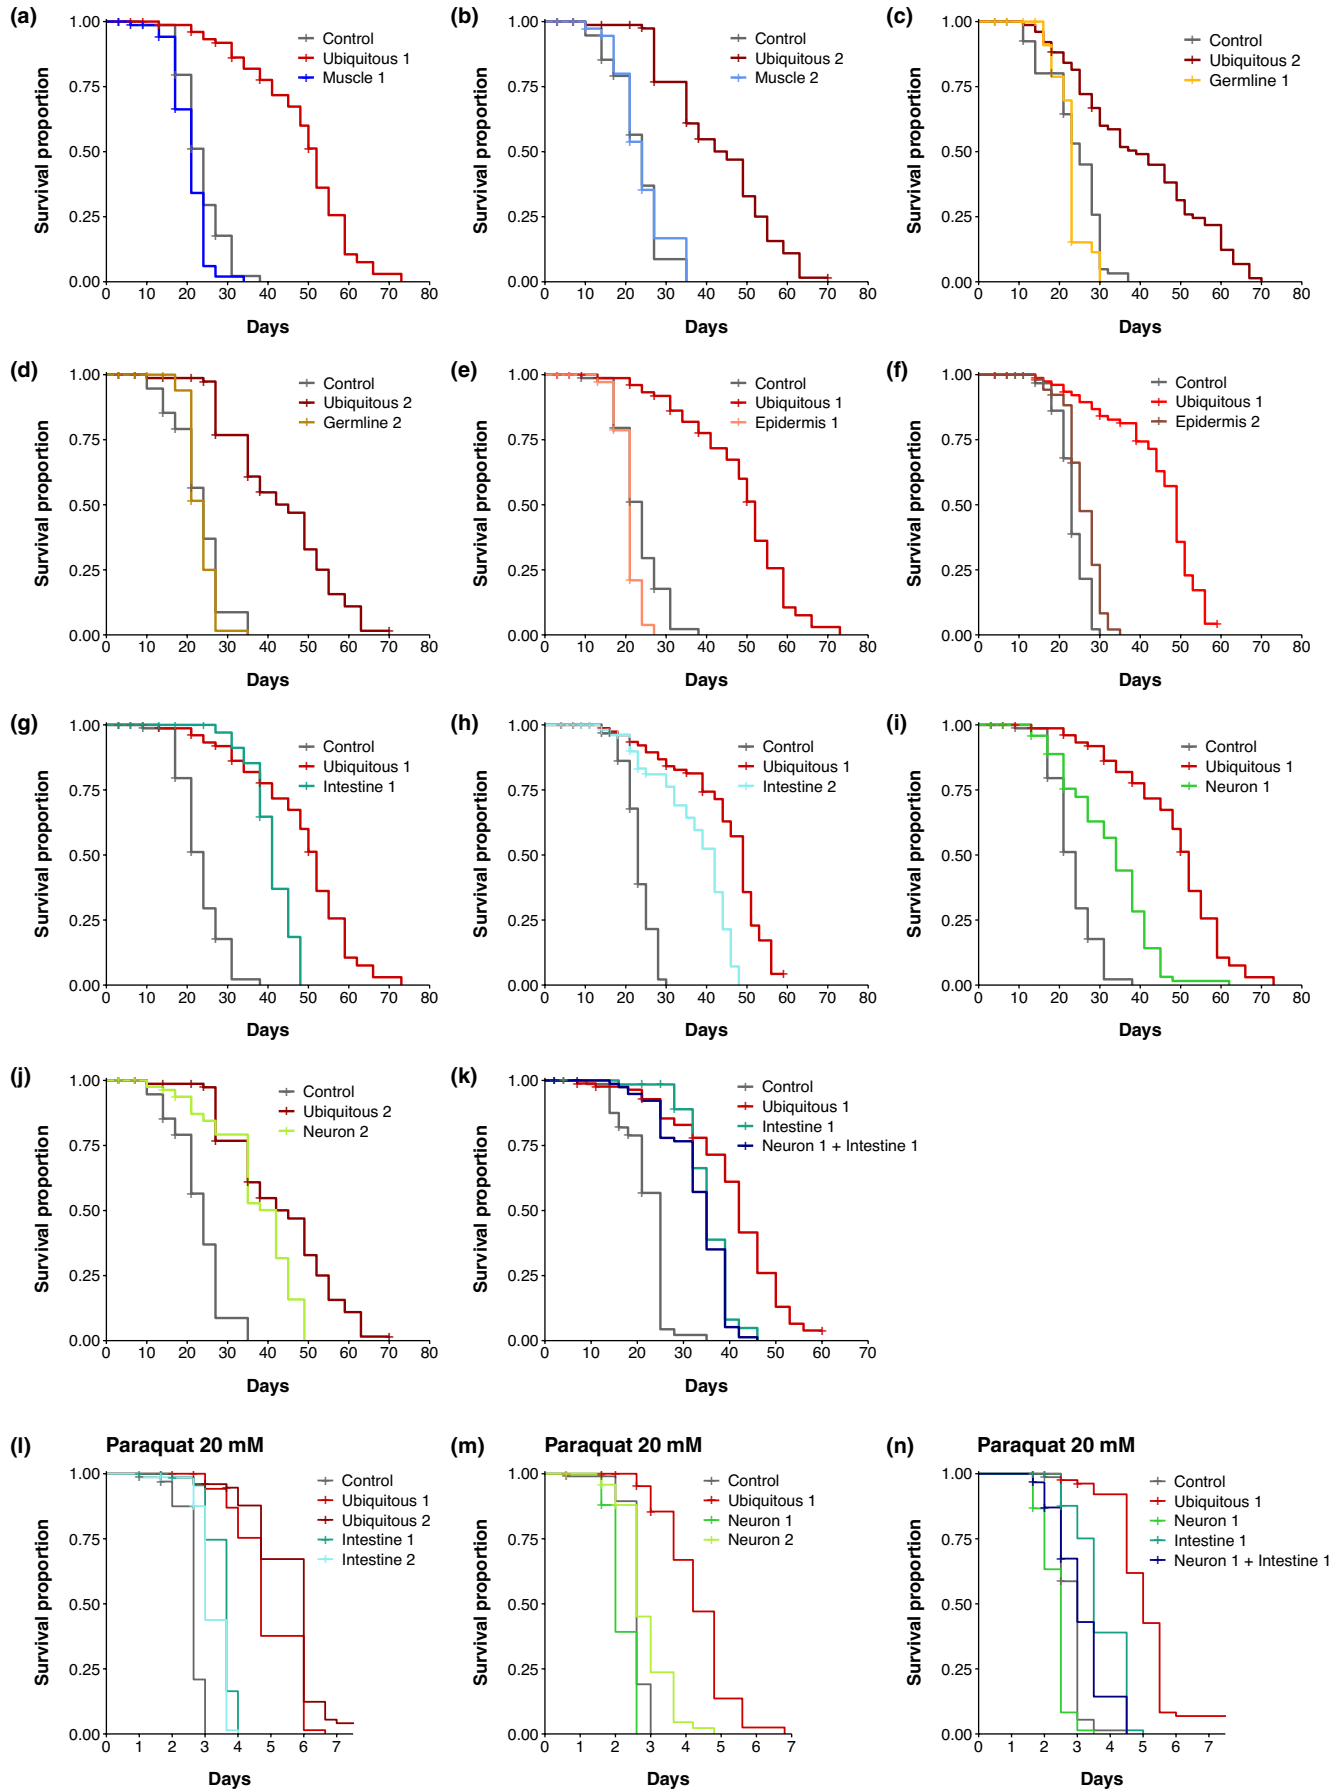 (a)
Survival proportion
1.00
0.75
0.50
0.25
0.00
0 10 20 30 40 50 60 70 80
Days
Control
Ubiquitous 1
Muscle 1
(b)
Survival proportion
1.00
0.75
0.50
0.25
0.00
0 10 20 30 40 50 60 70 80
Days
Control
Ubiquitous 2
Muscle 2
(c)
Survival proportion
1.00
0.75
0.50
0.25
0.00
0 10 20 30 40 50 60 70 80
Days
Control
Ubiquitous 2
Germline 1
(d)
Survival proportion
1.00
0.75
0.50
0.25
0.00
0 10 20 30 40 50 60 70 80
Days
Control
Ubiquitous 2
Germline 2
(e)
Survival proportion
1.00
0.75
0.50
0.25
0.00
0 10 20 30 40 50 60 70 80
Days
Control
Ubiquitous 1
Epidermis 1
(f)
Survival proportion
1.00
0.75
0.50
0.25
0.00
0 10 20 30 40 50 60 70 80
Days
Control
Ubiquitous 1
Epidermis 2
(g)
Survival proportion
1.00
0.75
0.50
0.25
0.00
0 10 20 30 40 50 60 70 80
Days
Control
Ubiquitous 1
Intestine 1
(h)
Survival proportion
1.00
0.75
0.50
0.25
0.00
0 10 20 30 40 50 60 70 80
Days
Control
Ubiquitous 1
Intestine 2
(i)
Survival proportion
1.00
0.75
0.50
0.25
0.00
0 10 20 30 40 50 60 70 80
Days
Control
Ubiquitous 1
Neuron 1
(j)
Survival proportion
1.00
0.75
0.50
0.25
0.00
0 10 20 30 40 50 60 70 80
Days
Control
Ubiquitous 2
Neuron 2
(k)
Survival proportion
1.00
0.75
0.50
0.25
0.00
0 10 20 30 40 50 60 70
Days
Control
Ubiquitous 1
Intestine 1
Neuron 1 + Intestine 1
(l)
Paraquat 20 mM
Survival proportion
1.00
0.75
0.50
0.25
0.00
0 1 2 3 4 5 6 7
Days
Control
Ubiquitous 1
Ubiquitous 2
Intestine 1
Intestine 2
(m)
Paraquat 20 mM
Survival proportion
1.00
0.75
0.50
0.25
0.00
0 1 2 3 4 5 6 7
Days
Control
Ubiquitous 1
Neuron 1
Neuron 2
(n)
Paraquat 20 mM
Survival proportion
1.00
0.75
0.50
0.25
0.00
0 1 2 3 4 5 6 7
Days
Control
Ubiquitous 1
Neuron 1
Intestine 1
Neuron 1 + Intestine 1